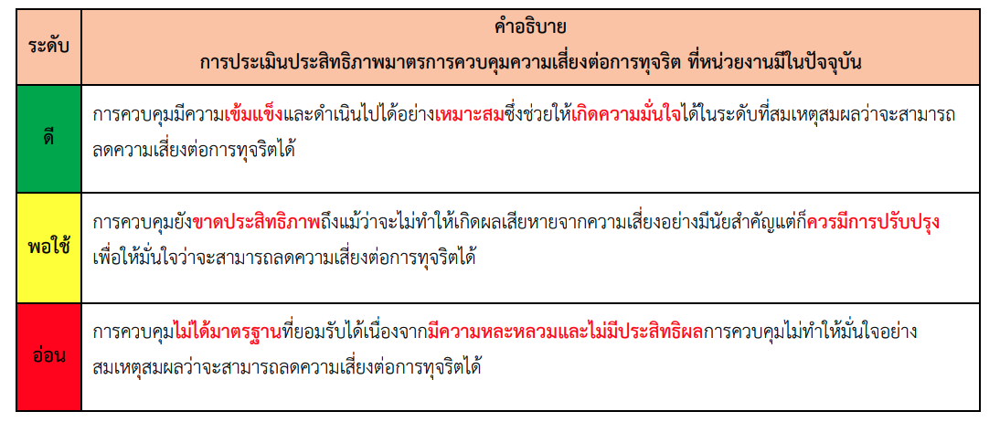 ระดับ
คำอธิบาย
การประเมินประสิทธิภาพมาตรการควบคุมความเสี่ยงต่อการทุจริต ที่หน่วยงานมีในปัจจุบัน
ดี
การควบคุมมีความเข้มแข็งและดำเนินไปได้อย่างเหมาะสมซึ่งช่วยให้เกิดความมั่นใจได้ในระดับที่สมเหตุสมผลว่าจะสามารถ
ลดความเสี่ยงต่อการทุจริตได้
พอใช้
การควบคุมยังขาดประสิทธิภาพถึงแม้ว่าจะไม่ทำให้เกิดผลเสียหายจากความเสี่ยงอย่างมีนัยสำคัญแต่ก็ควรมีการปรับปรุง
เพื่อให้มั่นใจว่าจะสามารถลดความเสี่ยงต่อการทุจริตได้
อ่อน
การควบคุมไม่ได้มาตรฐานที่ยอมรับได้เนื่องจากมีความหละหลวมและไม่มีประสิทธิผลการควบคุมไม่ทำให้มั่นใจอย่าง
สมเหตุสมผลว่าจะสามารถลดความเสี่ยงต่อการทุจริตได้